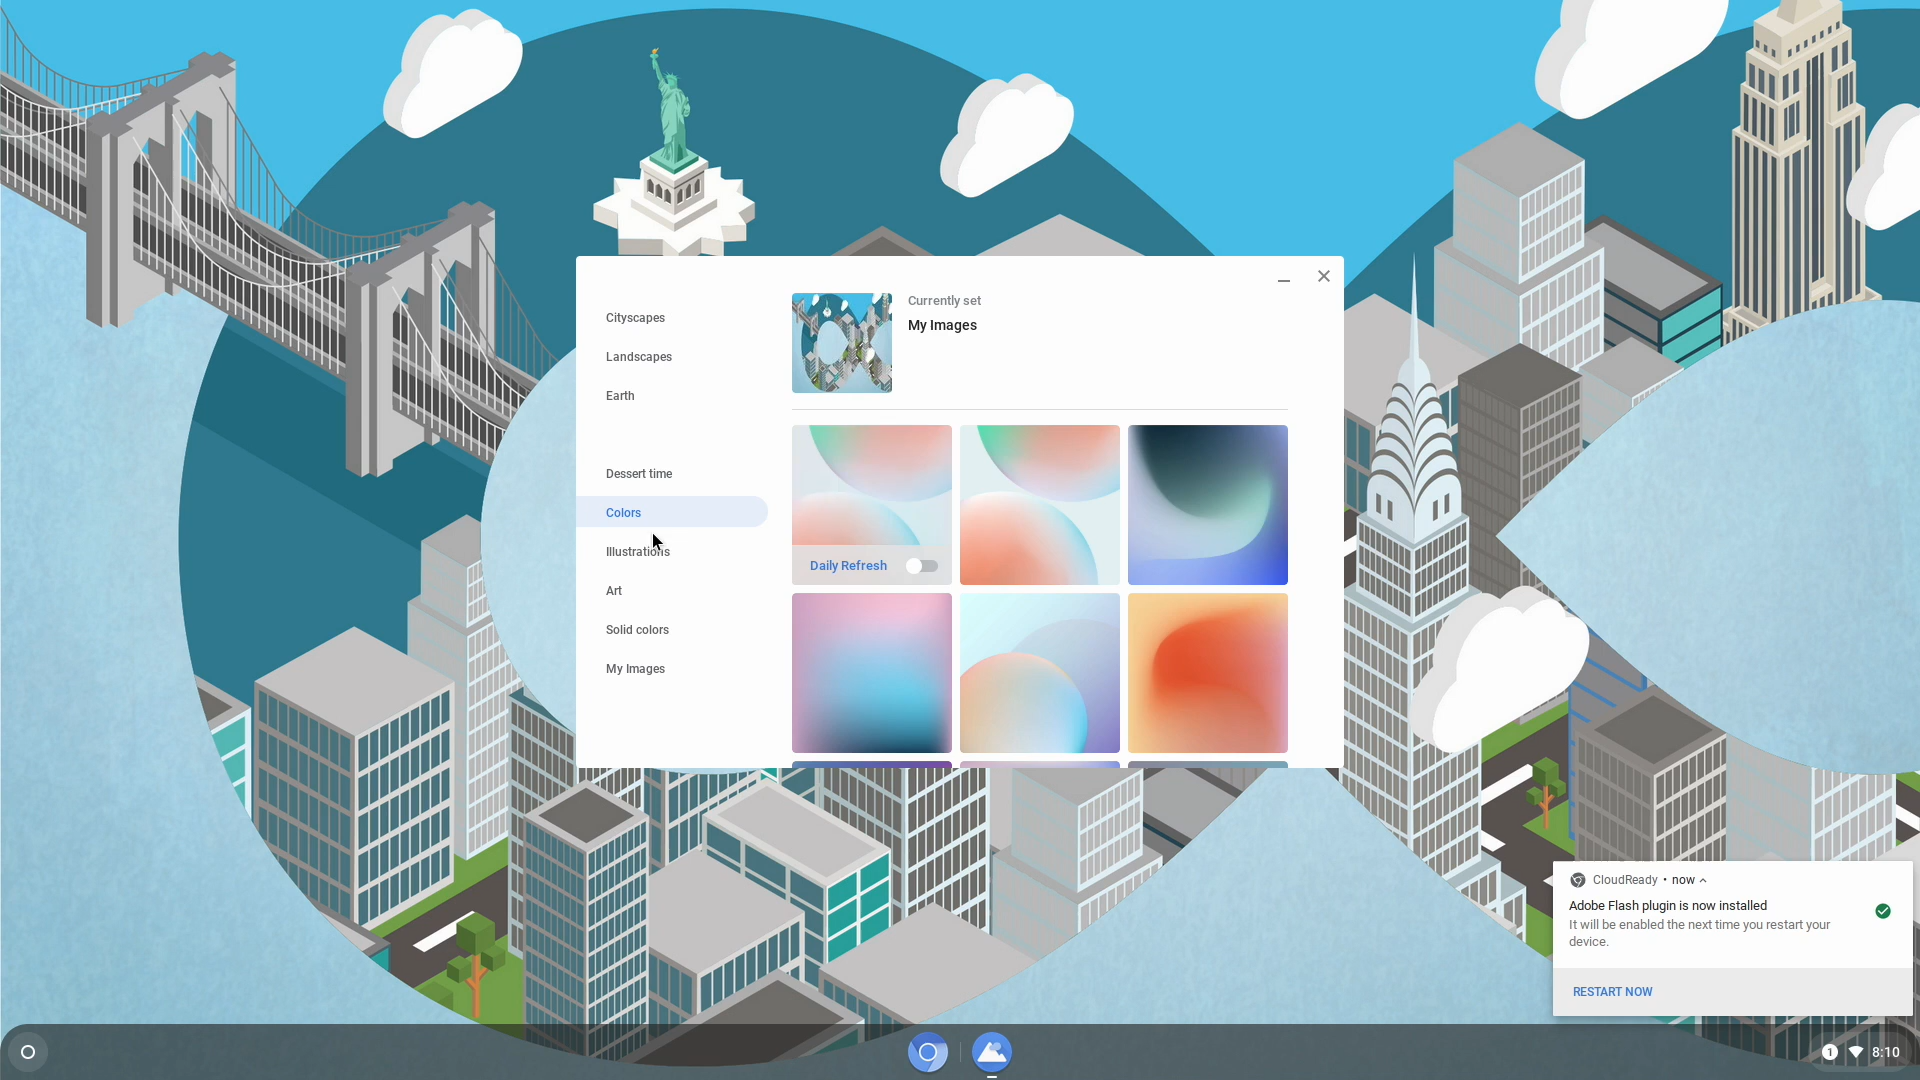 Currently set
My Images
Cityscapes
Landscapes
Earth
Dessert time
Colors
Illustrations
Art
Solid colors
My Images
Daily Refresh
CloudReady • now
Adobe Flash plugin is now installed
It will be enabled the next time you restart your
device.
RESTART NOW
1
8:10